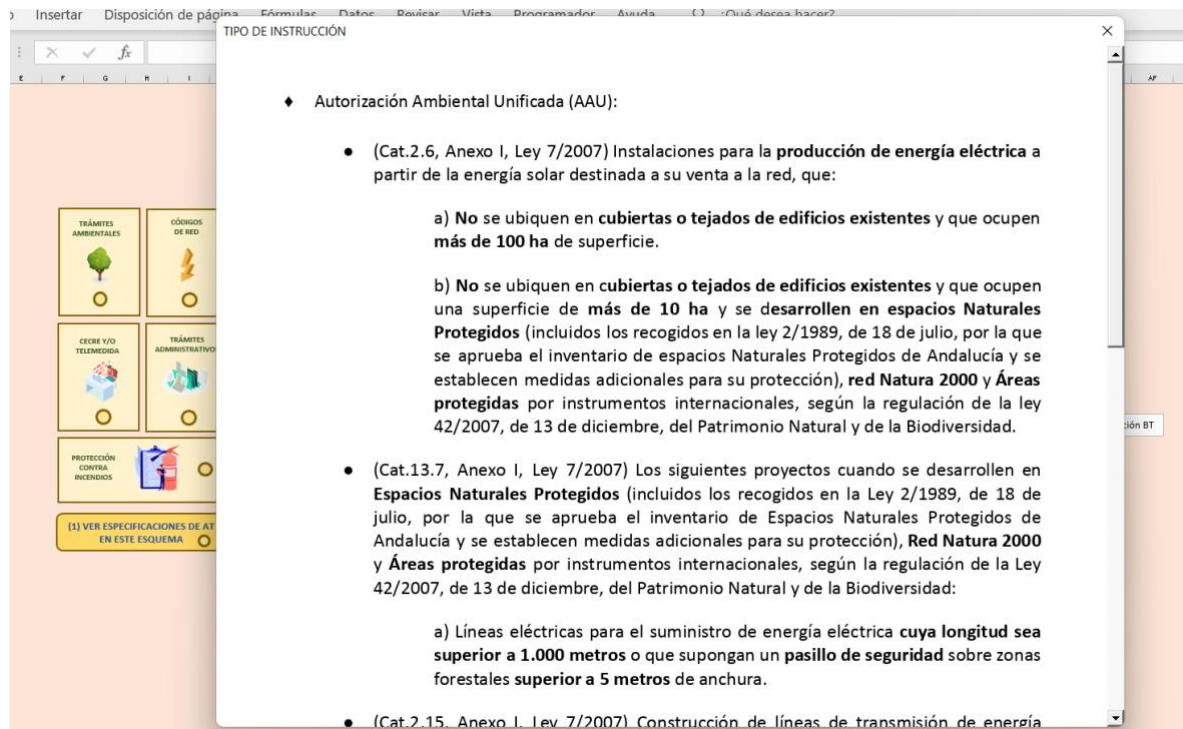 Insertar Disposición de página Fórmulas Datos Revisar Vista Programador Ayuda ¿Qué desea hacer?
TIPO DE INSTRUCCIÓN
fx
E F G H I AF
♦ Autorización Ambiental Unificada (AAU):
● (Cat.2.6, Anexo I, Ley 7/2007) Instalaciones para la producción de energía eléctrica a
partir de la energía solar destinada a su venta a la red, que:
a) No se ubiquen en cubiertas o tejados de edificios existentes y que ocupen
más de 100 ha de superficie.
b) No se ubiquen en cubiertas o tejados de edificios existentes y que ocupen
una superficie de más de 10 ha y se desarrollen en espacios Naturales
Protegidos (incluidos los recogidos en la ley 2/1989, de 18 de julio, por la que
se aprueba el inventario de espacios Naturales Protegidos de Andalucía y se
establecen medidas adicionales para su protección), red Natura 2000 y Áreas
protegidas por instrumentos internacionales, según la regulación de la ley
42/2007, de 13 de diciembre, del Patrimonio Natural y de la Biodiversidad.
● (Cat.13.7, Anexo I, Ley 7/2007) Los siguientes proyectos cuando se desarrollen en
Espacios Naturales Protegidos (incluidos los recogidos en la Ley 2/1989, de 18 de
julio, por la que se aprueba el inventario de Espacios Naturales Protegidos de
Andalucía y se establecen medidas adicionales para su protección), Red Natura 2000
y Áreas protegidas por instrumentos internacionales, según la regulación de la Ley
42/2007, de 13 de diciembre, del Patrimonio Natural y de la Biodiversidad:
a) Líneas eléctricas para el suministro de energía eléctrica cuya longitud sea
superior a 1.000 metros o que supongan un pasillo de seguridad sobre zonas
forestales superior a 5 metros de anchura.
● (Cat.2.15, Anexo I, Ley 7/2007) Construcción de líneas de transmisión de energía
TRÁMITES
AMBIENTALES
CÓDIGOS
DE RED
CECRE Y/O
TELEMEDIDA
TRÁMITES
ADMINISTRATIVO
PROTECCIÓN
CONTRA
INCENDIOS
(1) VER ESPECIFICACIONES DE AT
EN ESTE ESQUEMA
ción BT